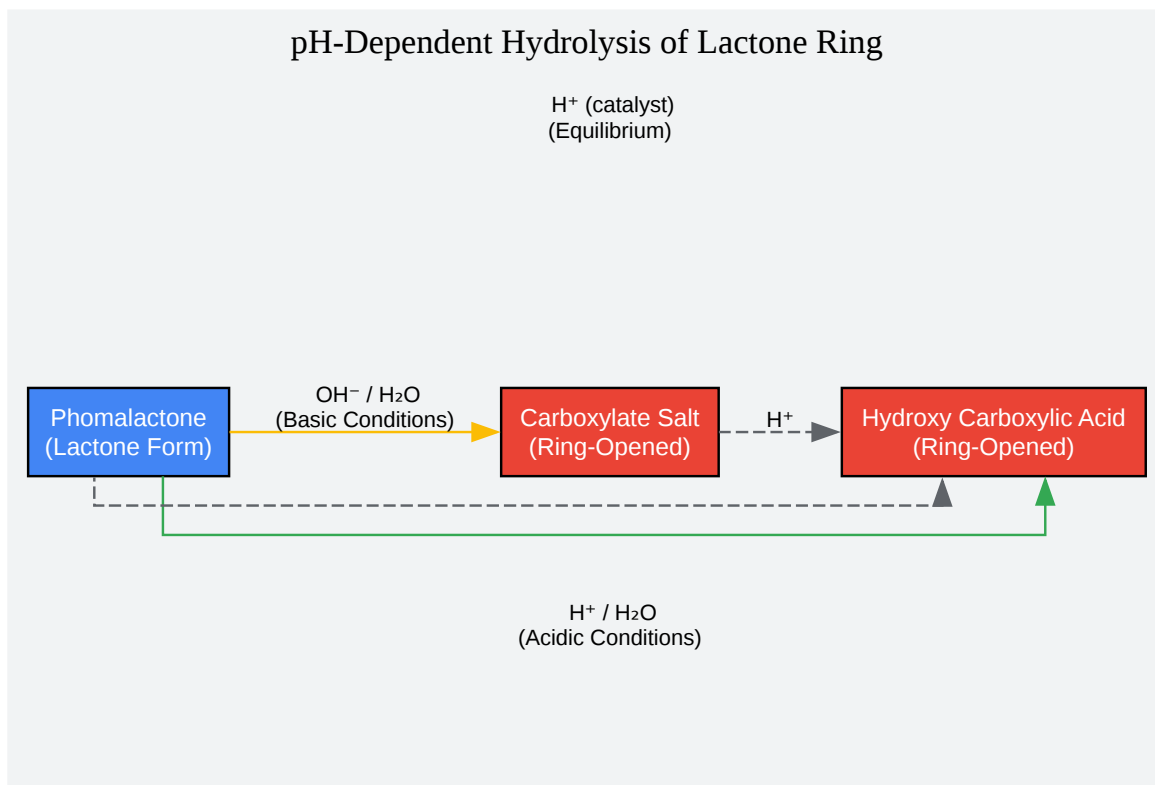 pH-Dependent Hydrolysis of Lactone Ring
H⁺ (catalyst)
(Equilibrium)
OH⁻ / H₂O
(Basic Conditions)
Phomalactone
(Lactone Form)
Carboxylate Salt
(Ring-Opened)
H⁺
Hydroxy Carboxylic Acid
(Ring-Opened)
H⁺ / H₂O
(Acidic Conditions)